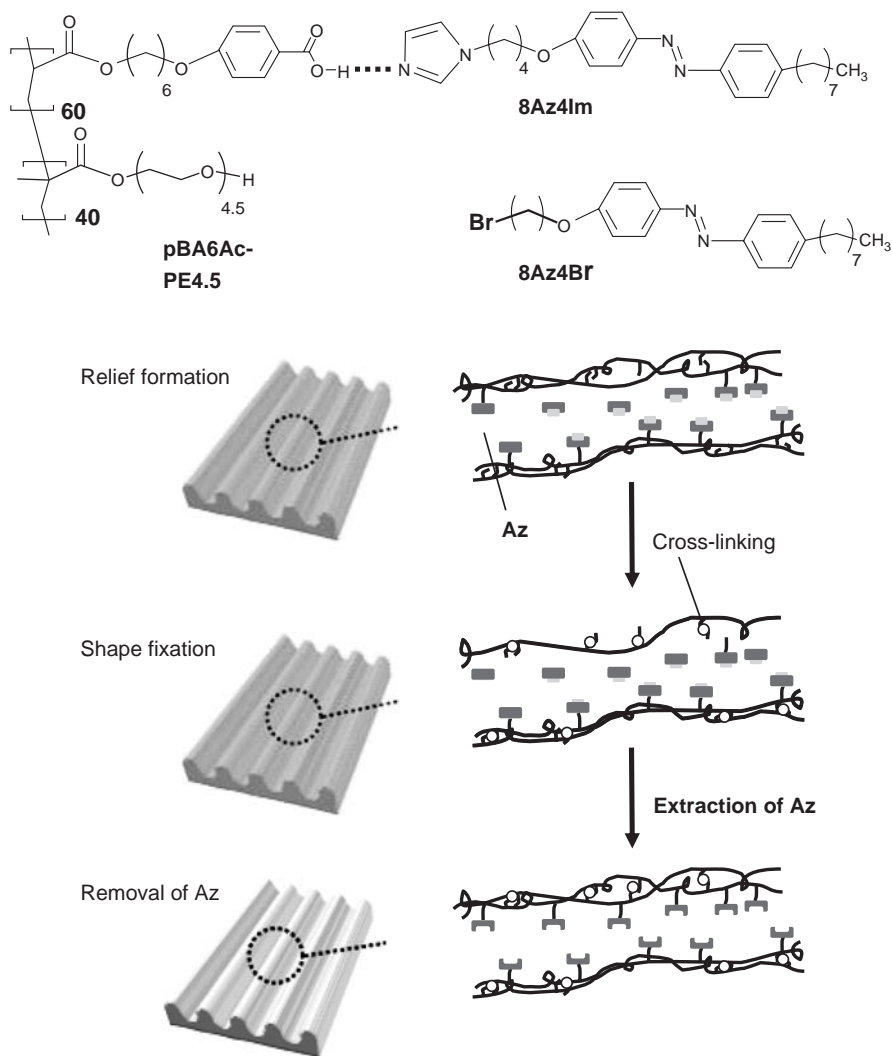 O
O
O
6
O
O
H
N
N
4
O
N
N
7
CH3
60
8Az4Im
O
O
O
H
4.5
40
pBA6Ac-
PE4.5
Br
O
N
N
7
CH3
8Az4Br
Relief formation
Az
Cross-linking
Shape fixation
Extraction of Az
Removal of Az